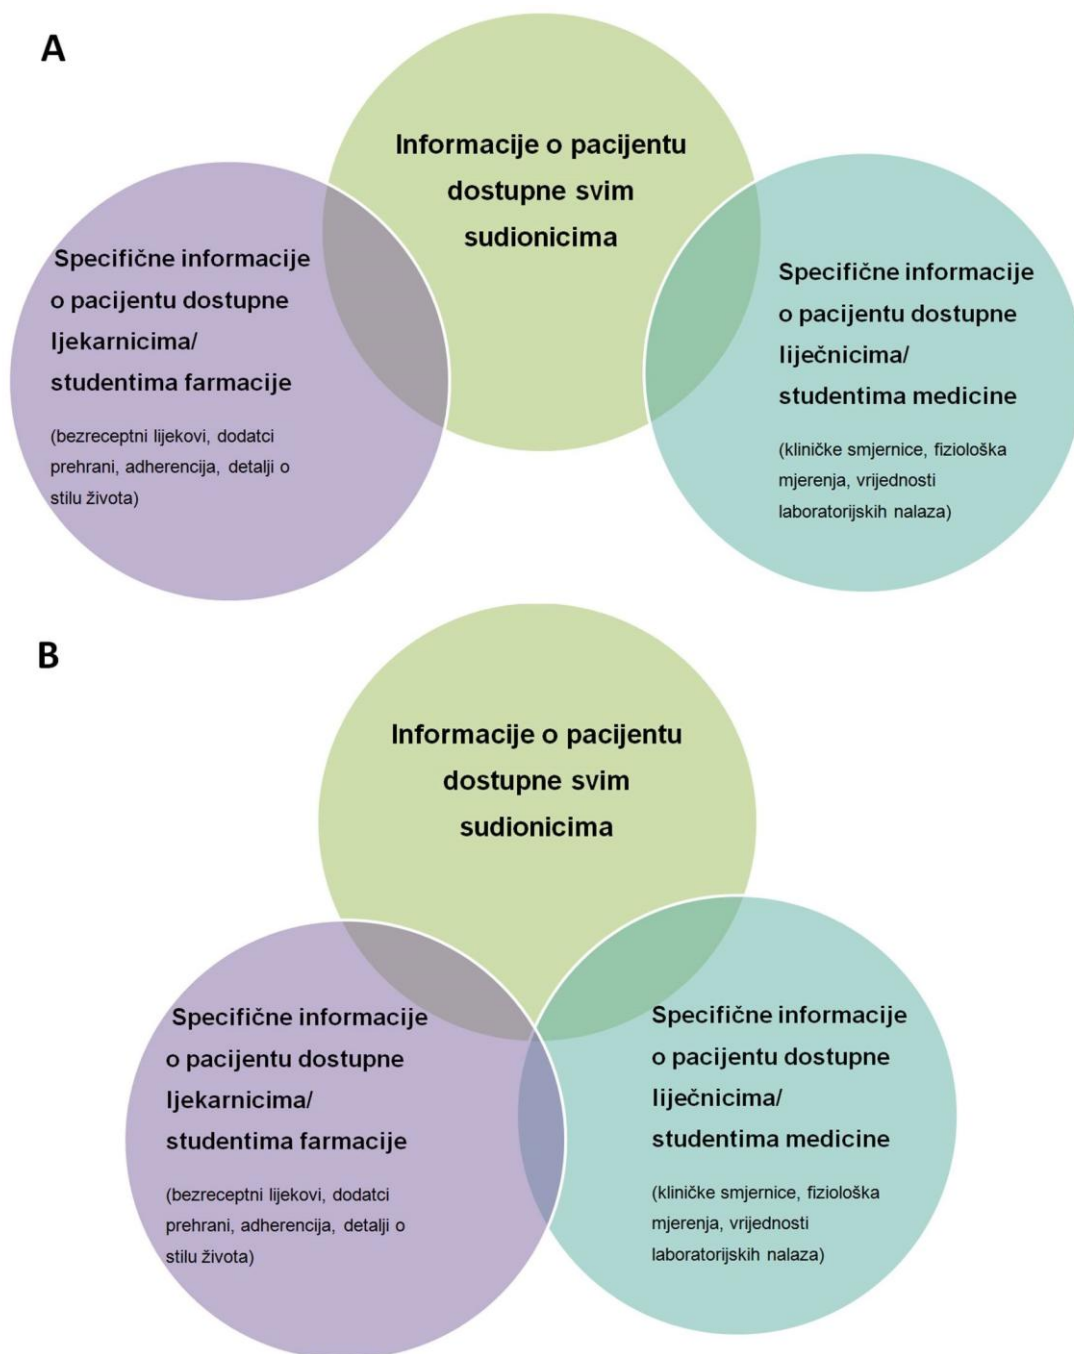 A
Informacije o pacijentu
dostupne svim
sudionicima
Specifične informacije
o pacijentu dostupne
ljekarnicima/
studentima farmacije
(bezreceptni lijekovi, dodatci
prehrani, adherencija, detalji o
stilu života)
Specifične informacije
o pacijentu dostupne
liječnicima/
studentima medicine
(kliničke smjernice, fiziološka
mjerenja, vrijednosti
laboratorijskih nalaza)
B
Informacije o pacijentu
dostupne svim
sudionicima
Specifične informacije
o pacijentu dostupne
ljekarnicima/
studentima farmacije
(bezreceptni lijekovi, dodatci
prehrani, adherencija, detalji o
stilu života)
Specifične informacije
o pacijentu dostupne
liječnicima/
studentima medicine
(kliničke smjernice, fiziološka
mjerenja, vrijednosti
laboratorijskih nalaza)